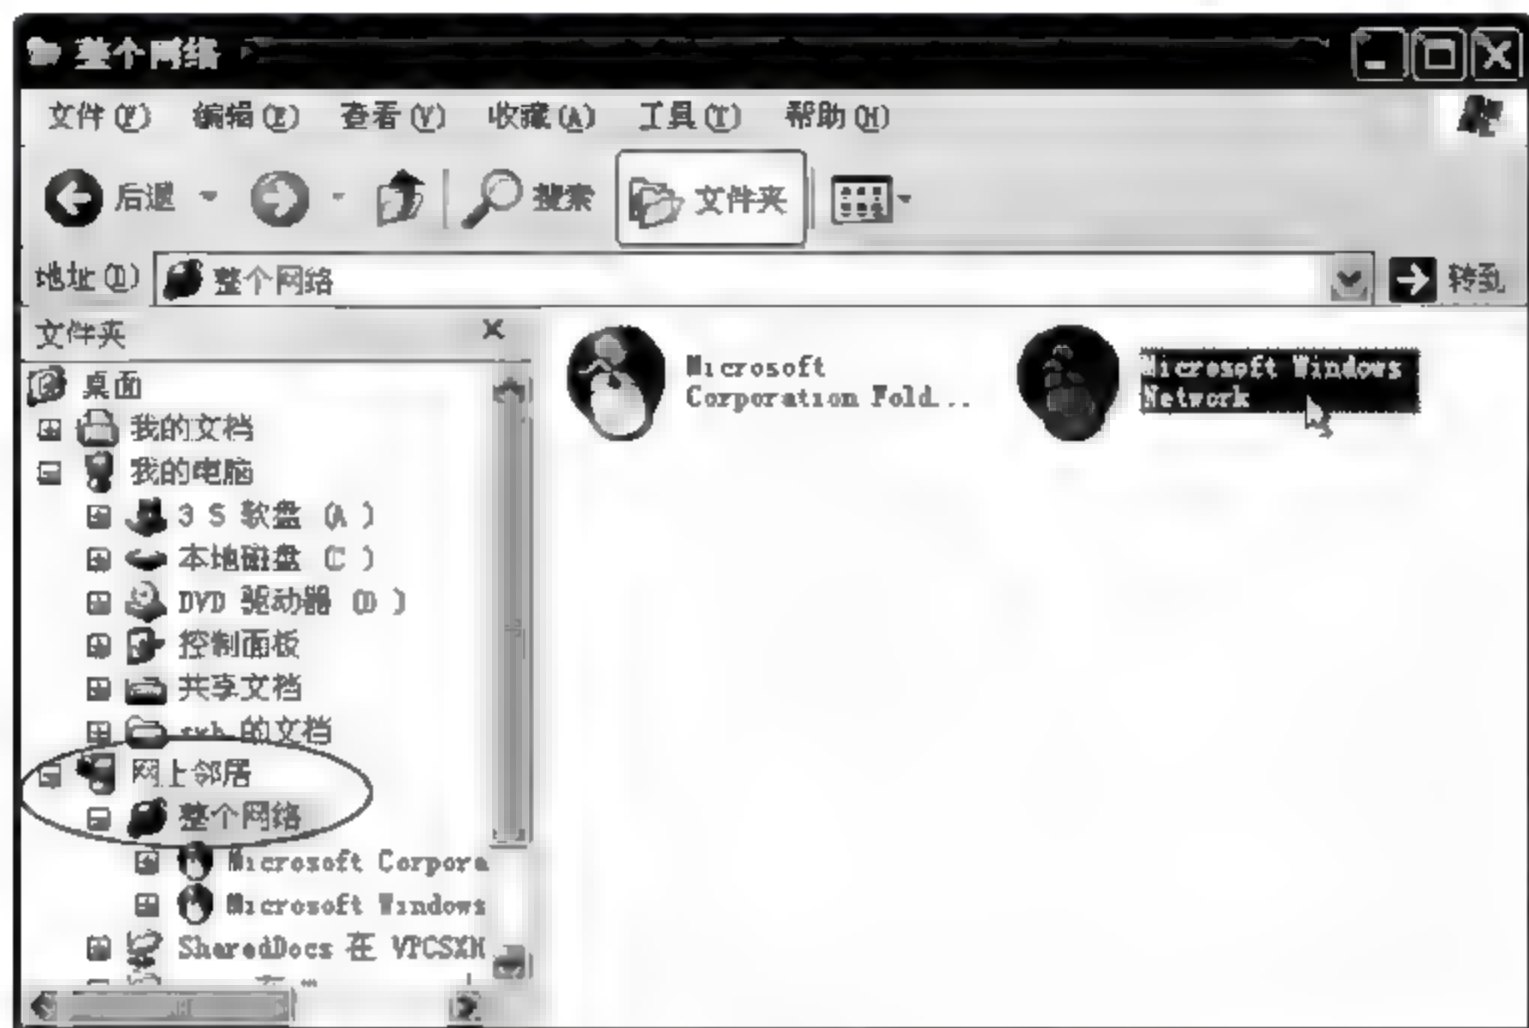 整个网络
文件(F) 编辑(E) 查看(V) 收藏(A) 工具(T) 帮助(H)
后退 搜索 文件夹
地址(D) 整个网络 转到
文件夹
桌面
我的文档
我的电脑
3 5 软盘 (A )
本地磁盘 (C )
DVD 驱动器 (D )
控制面板
共享文档
的文档
网上邻居
整个网络
Microsoft Corpora
Microsoft Windows
SharedDocs 在
Microsoft
Corporation Fold...
Microsoft Windows
Network